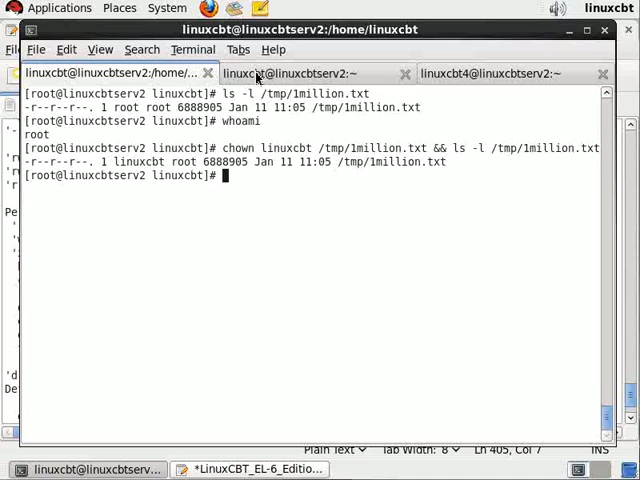 Applications Places System linuxcbt
linuxcbt@linuxcbtserv2:/home/linuxcbt
File Edit View Search Terminal Tabs Help
linuxcbt@linuxcbtserv2:/home/... linuxcbt@linuxcbtserv2:~ linuxcbt4@linuxcbtserv2:~
[root@linuxcbtserv2 linuxcbt]# ls -l /tmp/1million.txt
-r--r--r--. 1 root root 6888905 Jan 11 11:05 /tmp/1million.txt
[root@linuxcbtserv2 linuxcbt]# whoami
root
[root@linuxcbtserv2 linuxcbt]# chown linuxcbt /tmp/1million.txt && ls -l /tmp/1million.txt
-r--r--r--. 1 linuxcbt root 6888905 Jan 11 11:05 /tmp/1million.txt
[root@linuxcbtserv2 linuxcbt]#
Plain Text Tab Width: 8 Ln 405, Col 7 INS
linuxcbt@linuxcbtserv... *LinuxCBT_EL-6_Editio...